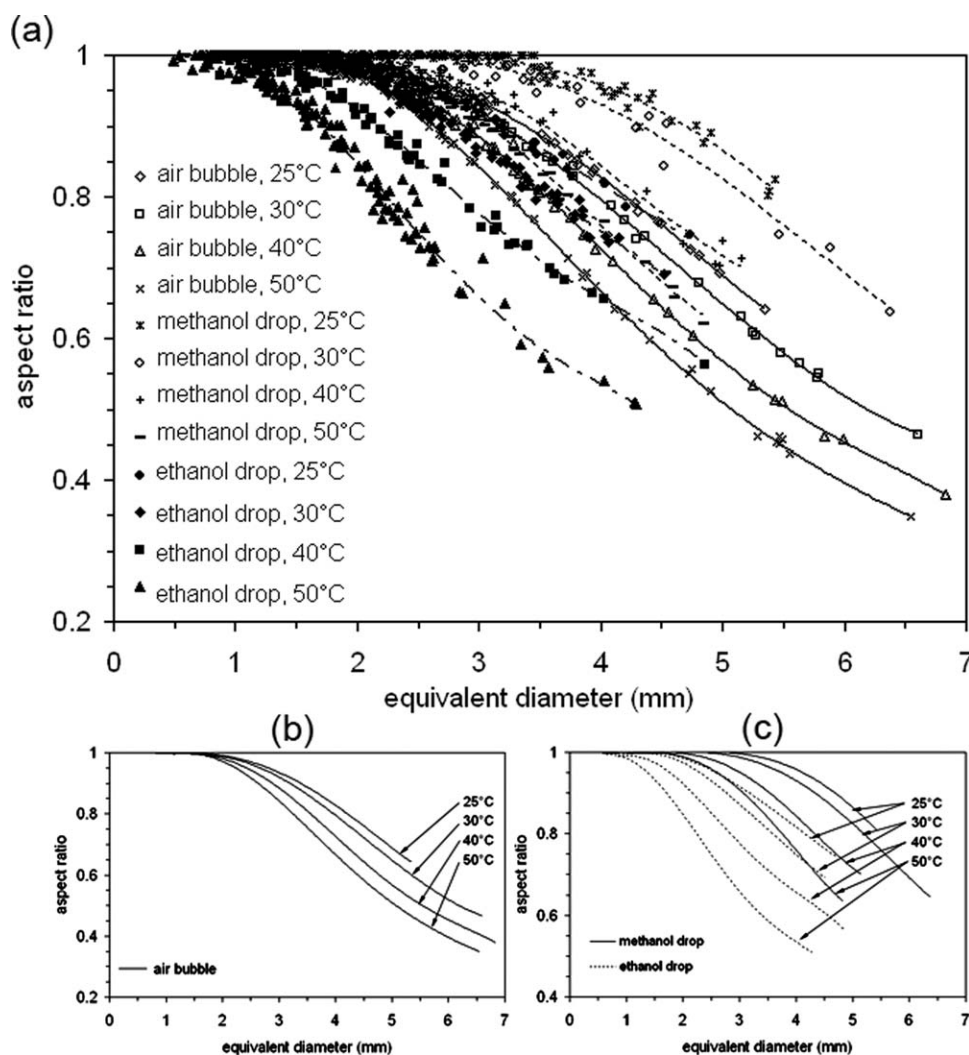 (a)
1
0.8
0.6
0.4
0.2
aspect ratio
air bubble, 25°C
air bubble, 30°C
air bubble, 40°C
air bubble, 50°C
methanol drop, 25°C
methanol drop, 30°C
methanol drop, 40°C
methanol drop, 50°C
ethanol drop, 25°C
ethanol drop, 30°C
ethanol drop, 40°C
ethanol drop, 50°C
0 1 2 3 4 5 6 7
equivalent diameter (mm)
(b)
1
0.8
0.6
0.4
0.2
aspect ratio
25°C
30°C
40°C
50°C
air bubble
0 1 2 3 4 5 6 7
equivalent diameter (mm)
(c)
1
0.9
0.8
0.7
0.6
0.5
0.4
aspect ratio
25°C
30°C
40°C
50°C
methanol drop
ethanol drop
0 1 2 3 4 5 6 7
equivalent diameter (mm)